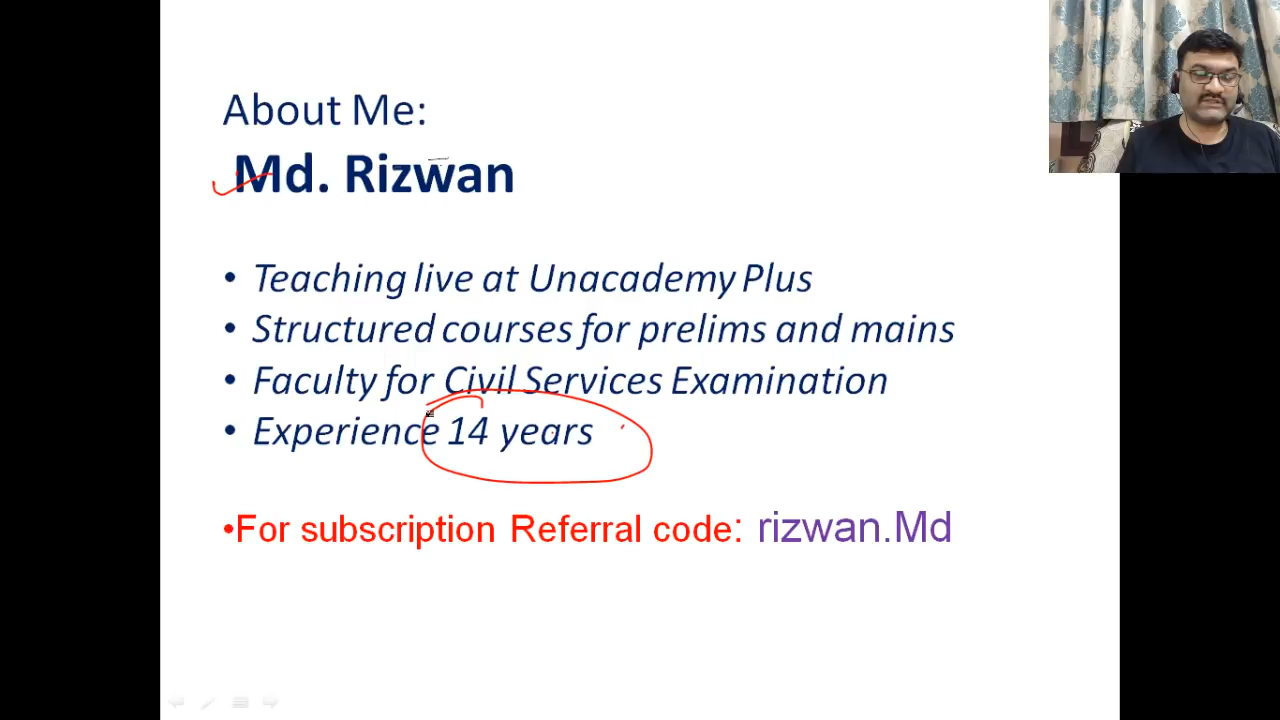 About Me:
Md. Rizwan
• Teaching live at Unacademy Plus
• Structured courses for prelims and mains
• Faculty for Civil Services Examination
• Experience 14 years
•For subscription Referral code: rizwan.Md